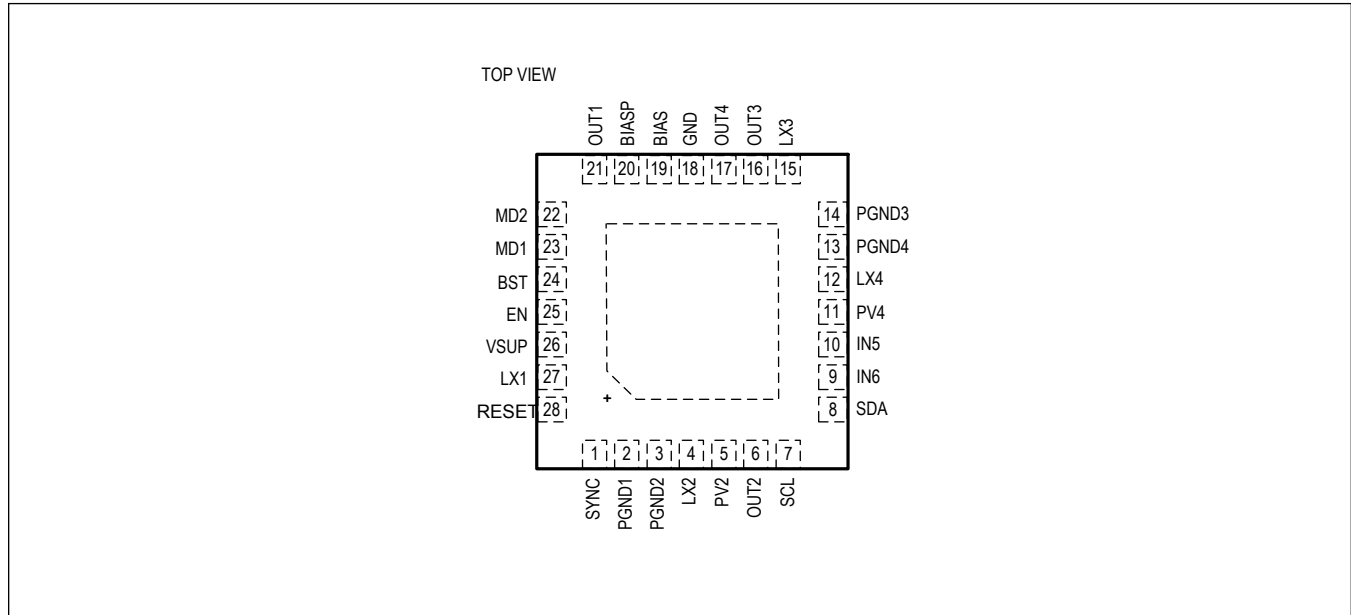 TOP VIEW
OUT1 BIASP BIAS GND OUT4 OUT3 LX3
21 20 19 18 17 16 15
MD2 22 14 PGND3
MD1 23 13 PGND4
BST 24 12 LX4
EN 25 11 PV4
VSUP 26 10 IN5
LX1 27 9 IN6
RESET 28 + 8 SDA
1 2 3 4 5 6 7
SYNC PGND1 PGND2 LX2 PV2 OUT2 SCL